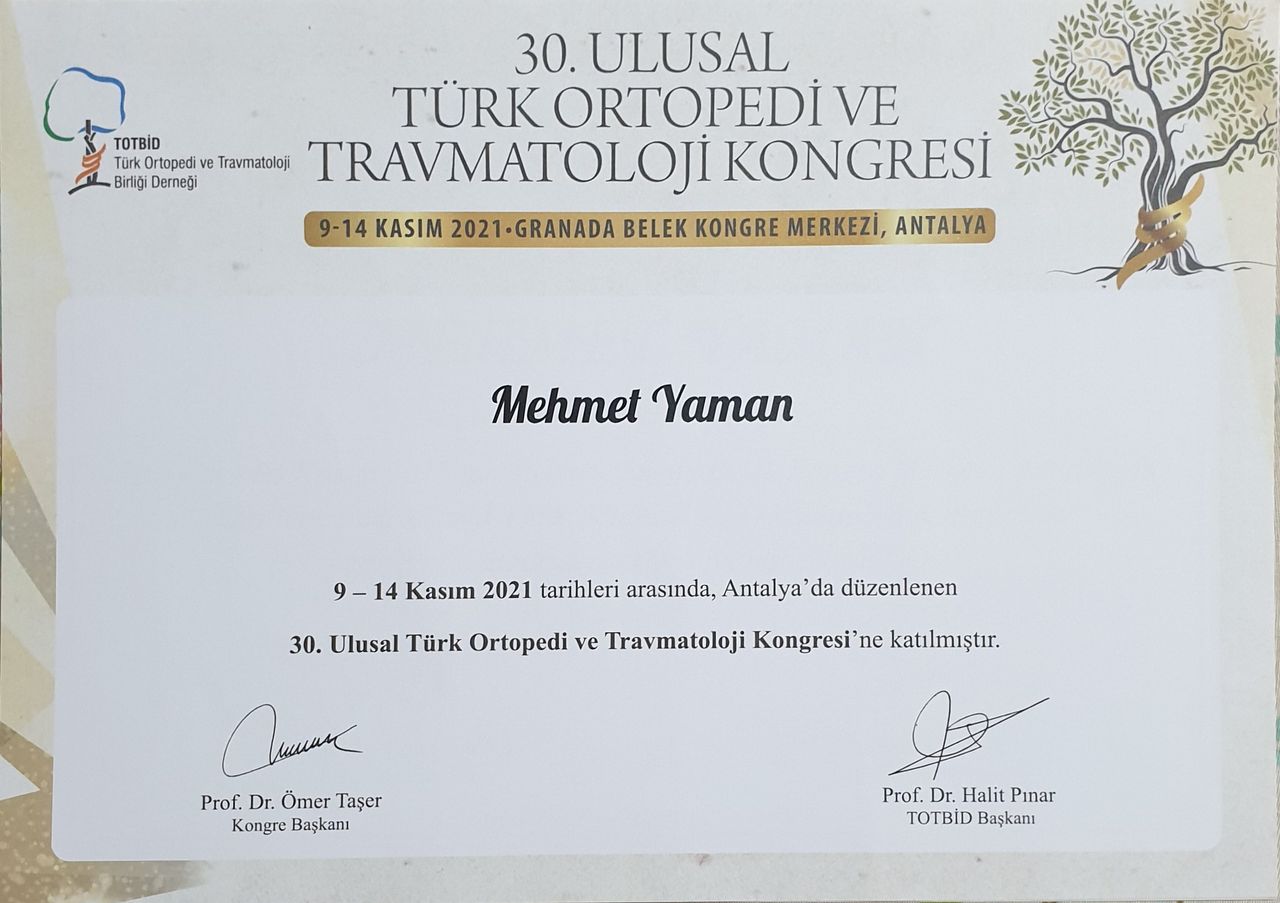 30. ULUSAL
TÜRK ORTOPEDİ VE
TRAVMATOLOJİ KONGRESİ
TOTBİD
Türk Ortopedi ve Travmatoloji
Birliği Derneği
9-14 KASIM 2021•GRANADA BELEK KONGRE MERKEZİ, ANTALYA
Mehmet Yaman
9 – 14 Kasım 2021 tarihleri arasında, Antalya’da düzenlenen
30. Ulusal Türk Ortopedi ve Travmatoloji Kongresi’ne katılmıştır.
Prof. Dr. Ömer Taşer
Kongre Başkanı
Prof. Dr. Halit Pınar
TOTBİD Başkanı